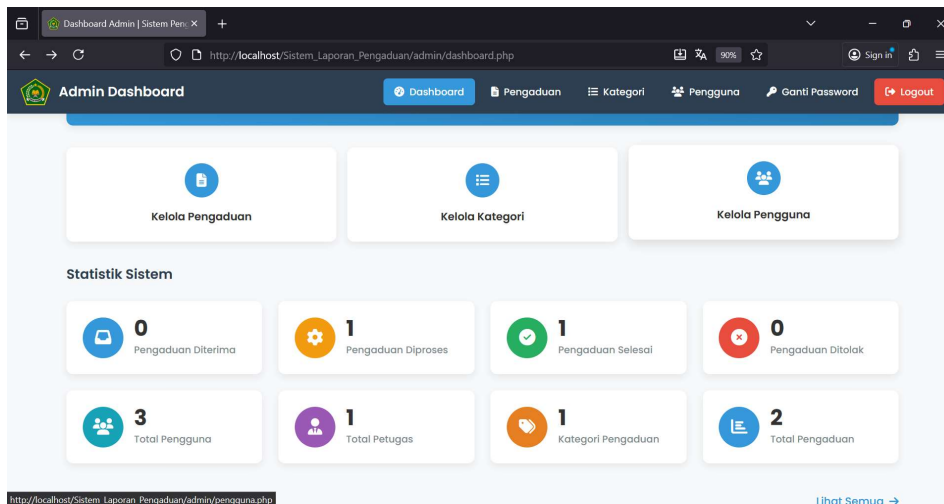 Dashboard Admin | Sistem Peng
http://localhost/Sistem_Laporan_Pengaduan/admin/dashboard.php
90%
Sign in
Admin Dashboard
Dashboard
Pengaduan
Kategori
Pengguna
Ganti Password
Logout
Kelola Pengaduan
Kelola Kategori
Kelola Pengguna
Statistik Sistem
0
Pengaduan Diterima
1
Pengaduan Diproses
1
Pengaduan Selesai
0
Pengaduan Ditolak
3
Total Pengguna
1
Total Petugas
1
Kategori Pengaduan
2
Total Pengaduan
http://localhost/Sistem_Laporan_Pengaduan/admin/pengguna.php
Lihat Semua →